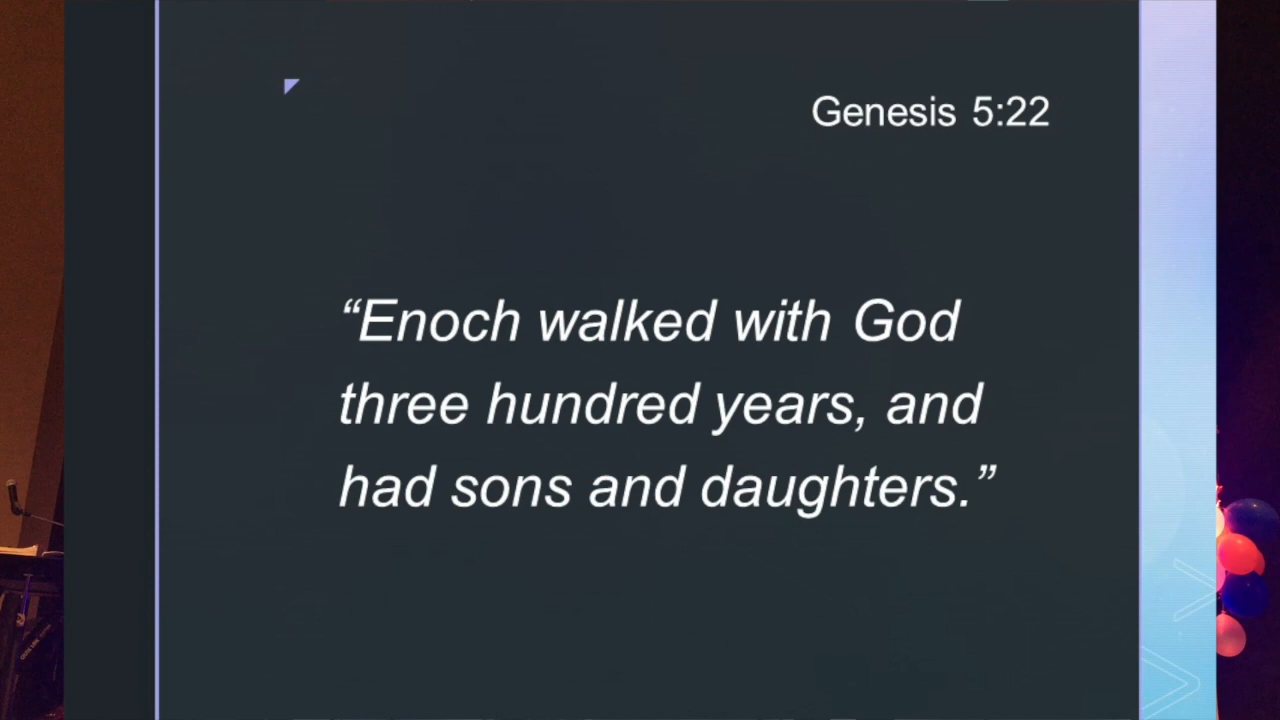 Genesis 5:22
“Enoch walked with God
three hundred years, and
had sons and daughters.”